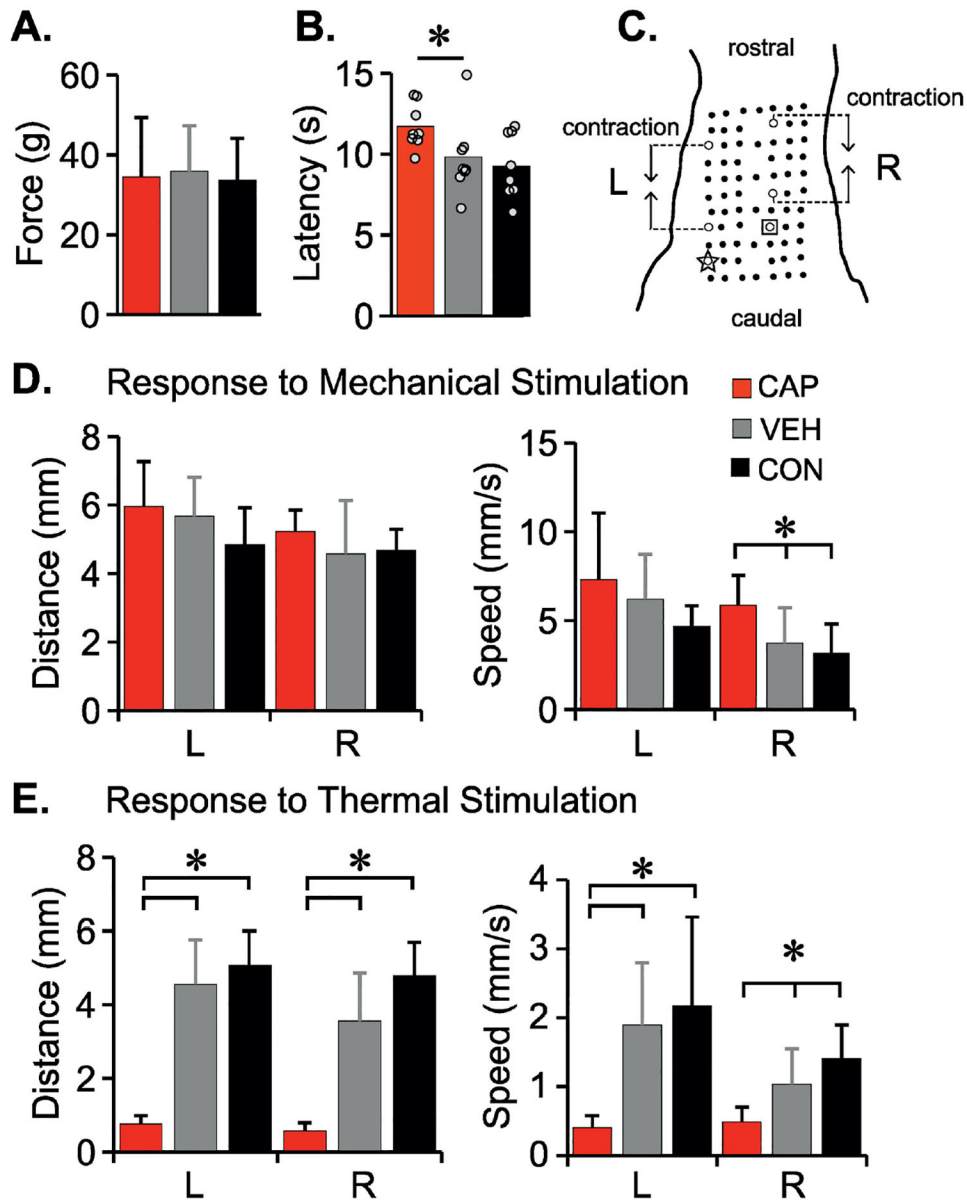 A.
B.
C.
60
40
20
0
Force (g)
*
15
10
5
0
Latency (s)
rostral
contraction
contraction
L
R
caudal
D. Response to Mechanical Stimulation
CAP
VEH
CON
8
6
4
2
0
Distance (mm)
L
R
15
10
5
0
Speed (mm/s)
*
L
R
E. Response to Thermal Stimulation
8
6
4
2
0
Distance (mm)
*
*
L
R
4
3
2
1
0
Speed (mm/s)
*
*
L
R